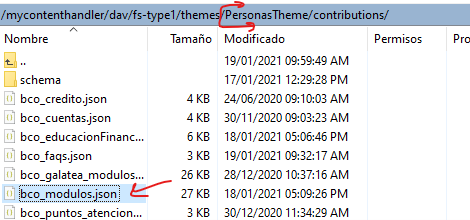 /mycontenthandler/dav/fs-type1/themes/PersonasTheme/contributions/
Nombre Tamaño Modificado Permisos Pro
.. 19/01/2021 09:59:49 AM
schema 17/01/2021 12:29:28 PM
bco_credito.json 4 KB 24/06/2020 09:10:03 AM
bco_cuentas.json 4 KB 30/11/2020 09:03:23 AM
bco_educacionFinanc... 6 KB 18/01/2021 05:06:46 PM
bco_faqs.json 3 KB 19/01/2021 09:32:17 AM
bco_galatea_modulos... 26 KB 28/12/2020 10:37:16 AM
bco_modulos.json 27 KB 18/01/2021 05:09:26 PM
bco_puntos_atencion... 3 KB 30/12/2020 11:34:29 AM